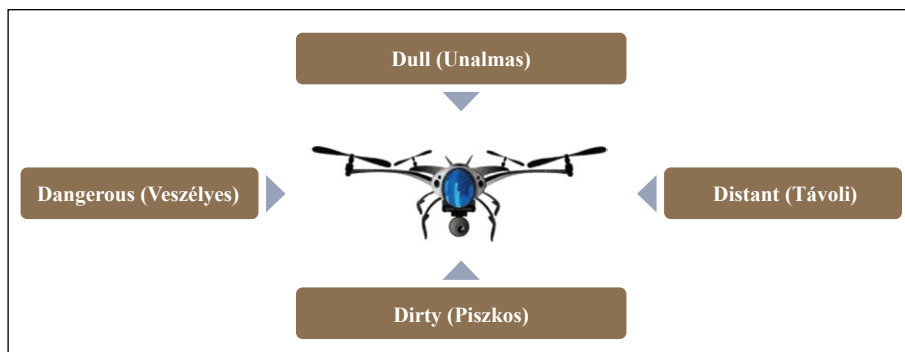 Dull (Unalmas)
Dangerous (Veszélyes)
Distant (Távoli)
Dirty (Piszkos)